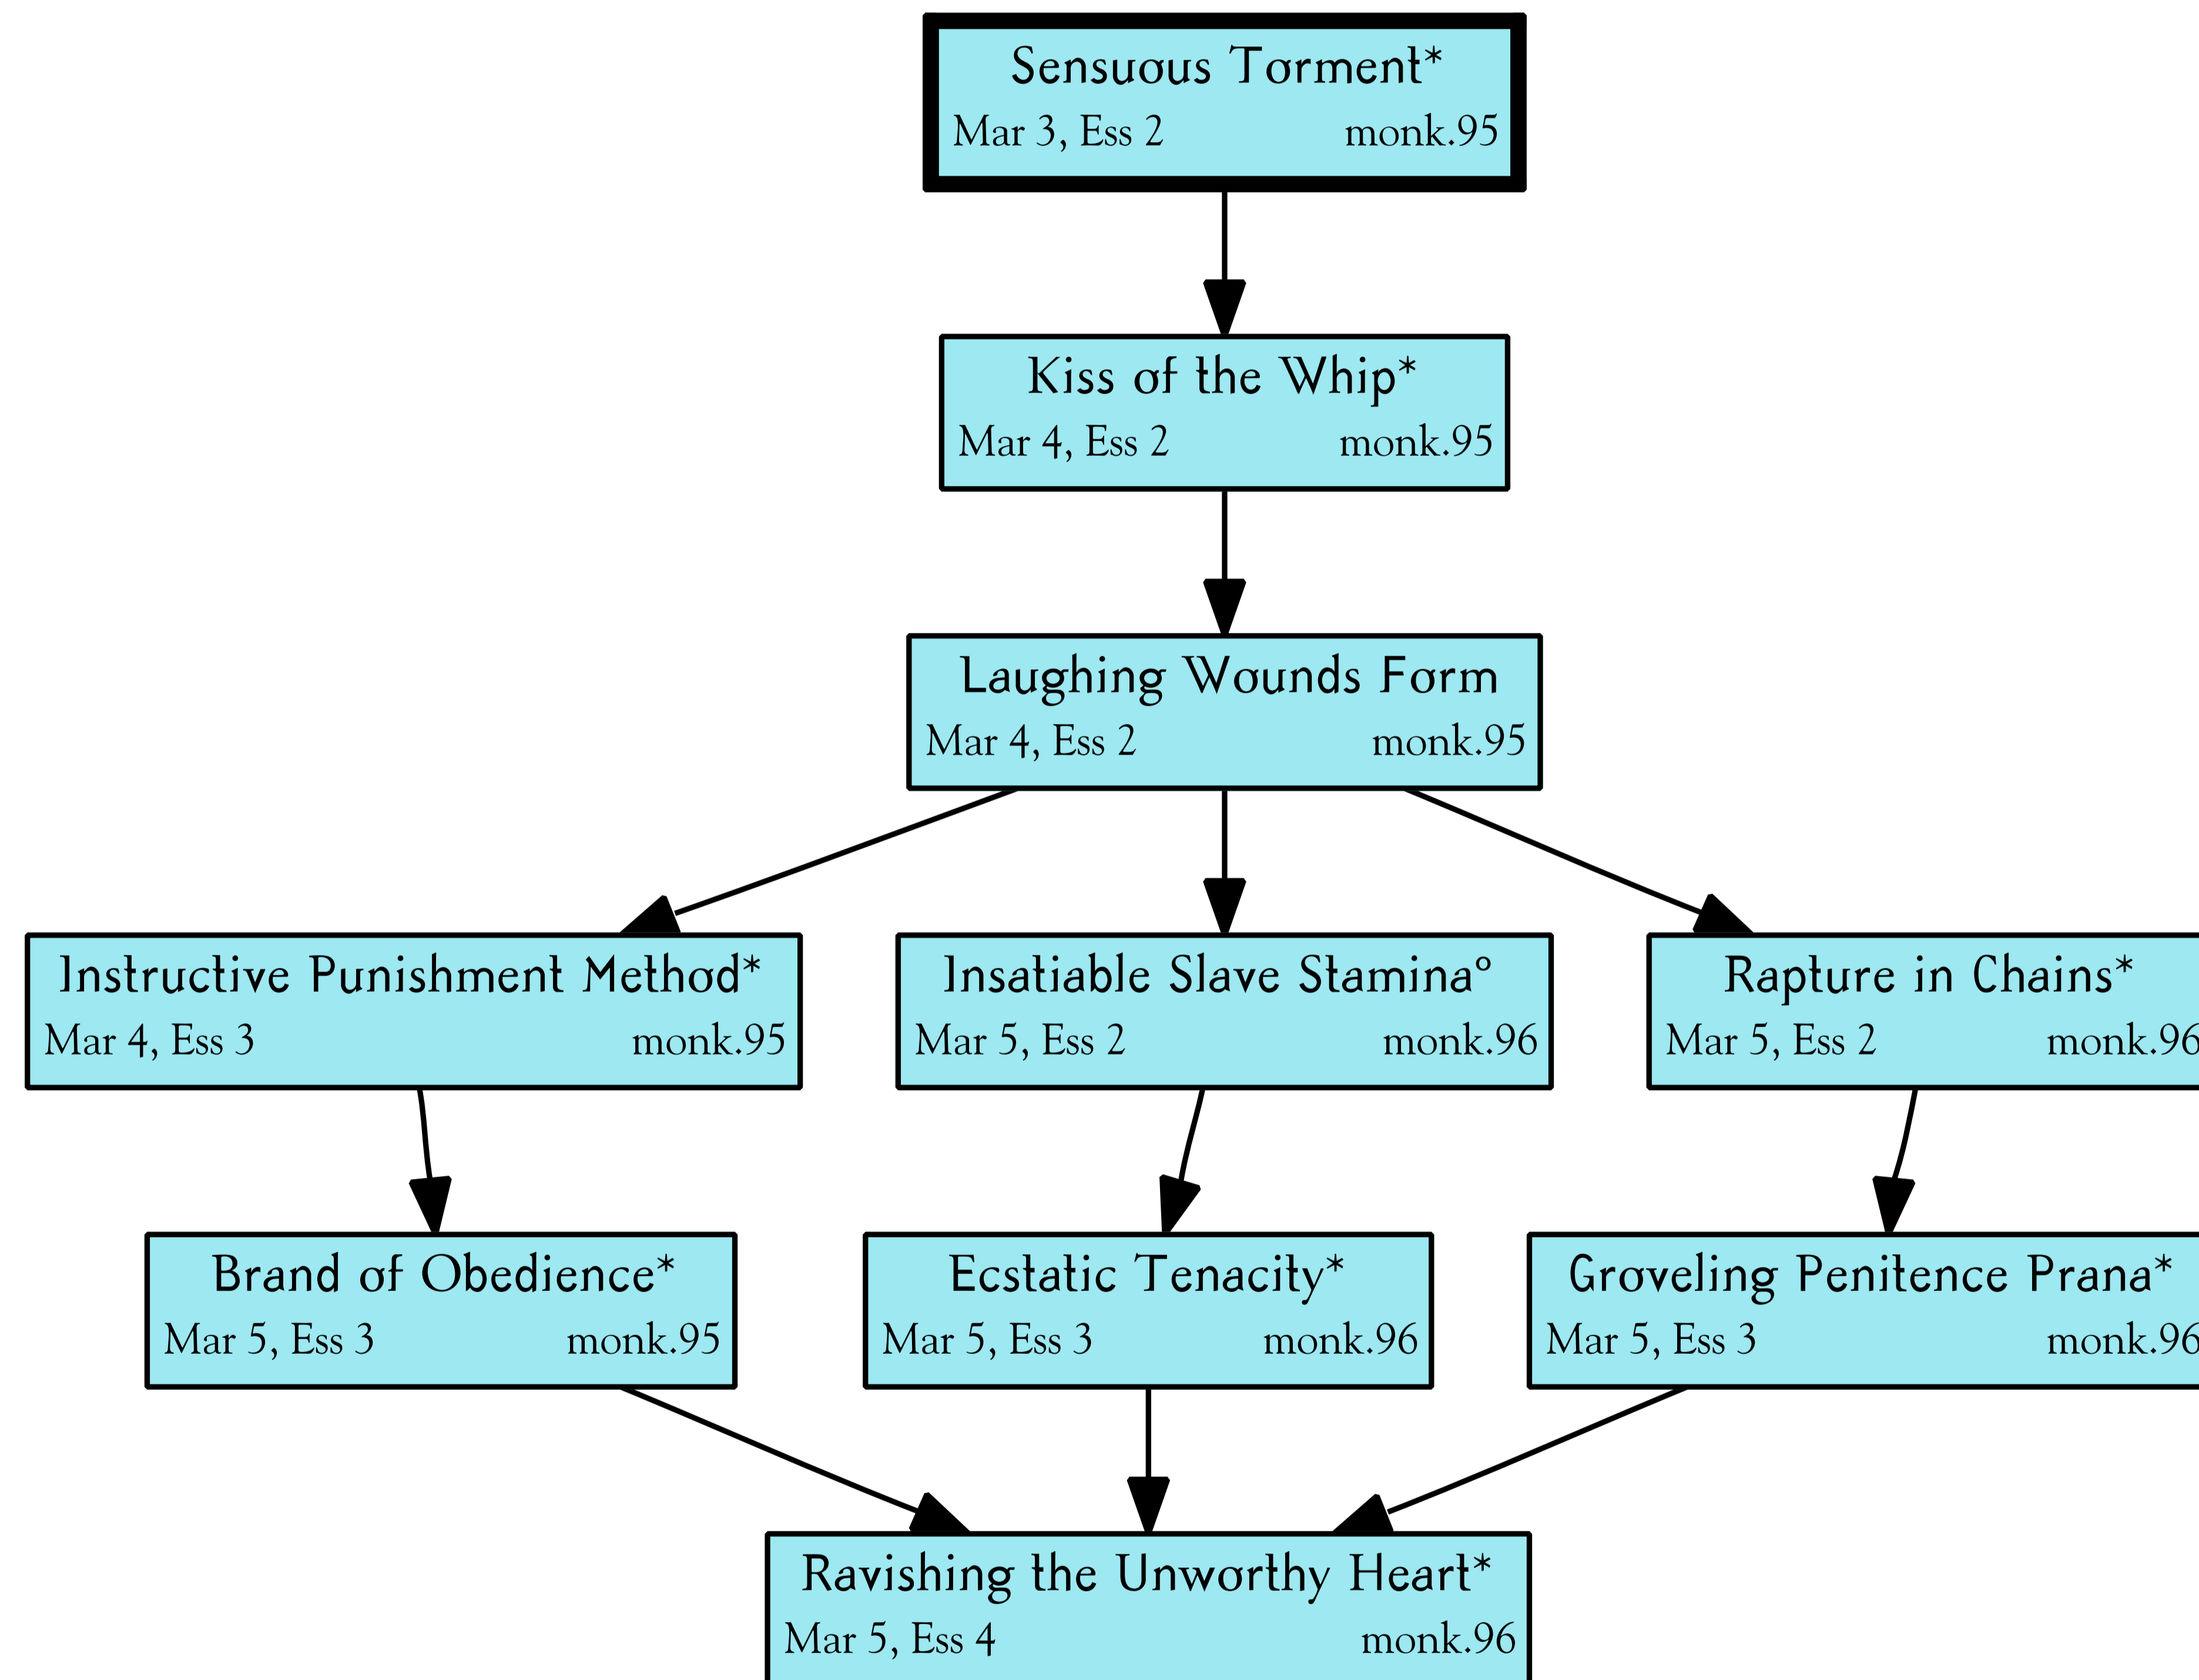 Sensuous Torment*
Mar 3, Ess 2 monk.95
Kiss of the Whip*
Mar 4, Ess 2 monk.95
Laughing Wounds Form
Mar 4, Ess 2 monk.95
Instructive Punishment Method*
Mar 4, Ess 3 monk.95
Insatiable Slave Stamina°
Mar 5, Ess 2 monk.96
Rapture in Chains*
Mar 5, Ess 2 monk.96
Brand of Obedience*
Mar 5, Ess 3 monk.95
Ecstatic Tenacity*
Mar 5, Ess 3 monk.96
Groveling Penitence Prana*
Mar 5, Ess 3 monk.96
Ravishing the Unworthy Heart*
Mar 5, Ess 4 monk.96